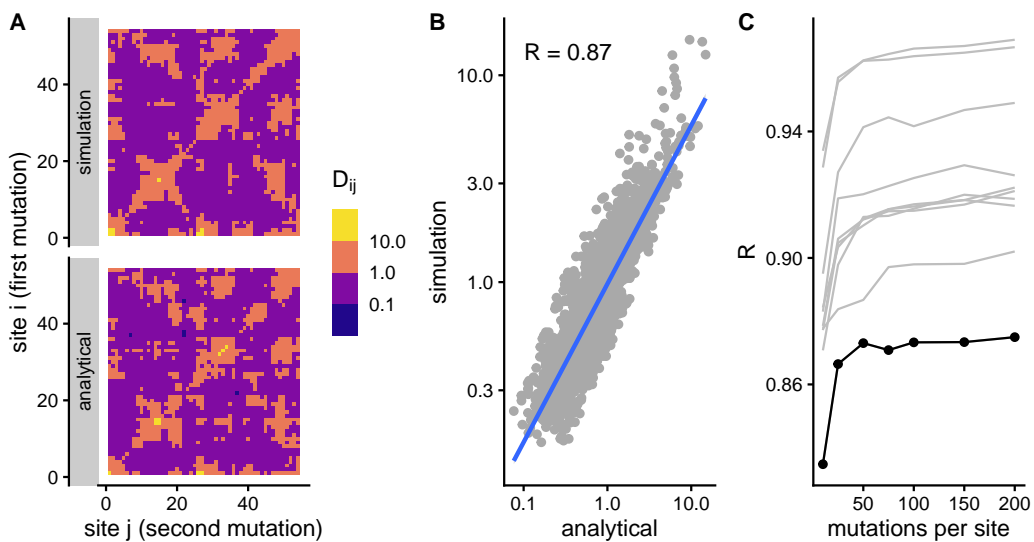 A
site i (first mutation)
simulation
40
20
0
analytical
40
20
0
0
20
40
site j (second mutation)
D_ij
10.0
1.0
0.1
B
R = 0.87
simulation
10.0
3.0
1.0
0.3
0.1
1.0
10.0
analytical
C
R
0.94
0.90
0.86
50
100
150
200
mutations per site